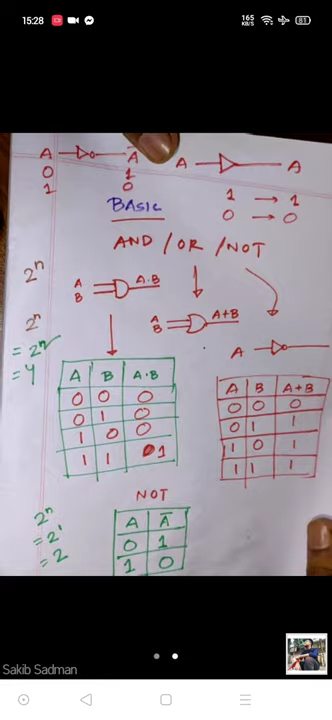 15:28
165 KB/S
81
A Ā
0 1
1 0
A A
1 → 1
0 → 0
BASIC
AND / OR / NOT
2ⁿ
A
B
A·B
A
B
A+B
A
2ⁿ
= 2ⁿ
= 4
A B A·B
0 0 0
0 1 0
1 0 0
1 1 1
A B A+B
0 0 0
0 1 1
1 0 1
1 1 1
NOT
2ⁿ
= 2¹
= 2
A Ā
0 1
1 0
Sakib Sadman